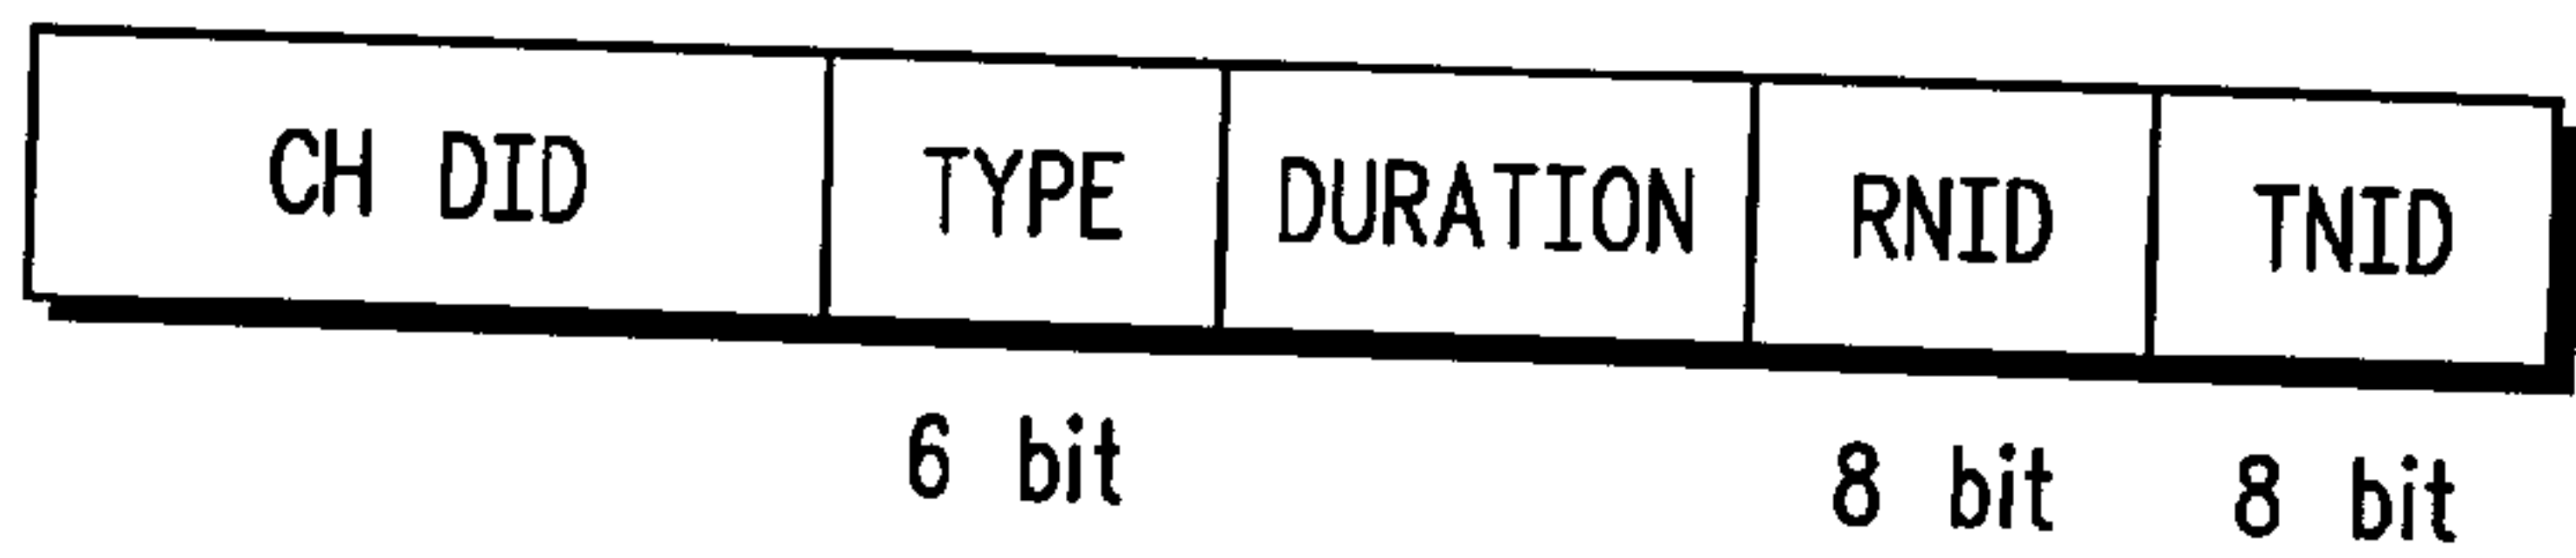 CH DID TYPE DURATION RNID TNID
6 bit 8 bit 8 bit